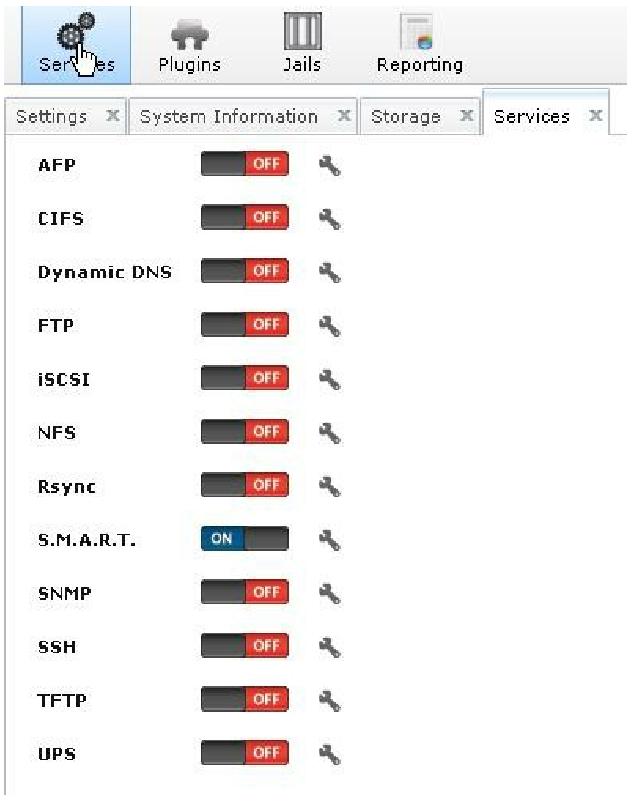 Services Plugins Jails Reporting
Settings x System Information x Storage x Services x
AFP OFF
CIFS OFF
Dynamic DNS OFF
FTP OFF
iSCSI OFF
NFS OFF
Rsync OFF
S.M.A.R.T. ON
SNMP OFF
SSH OFF
TFTP OFF
UPS OFF